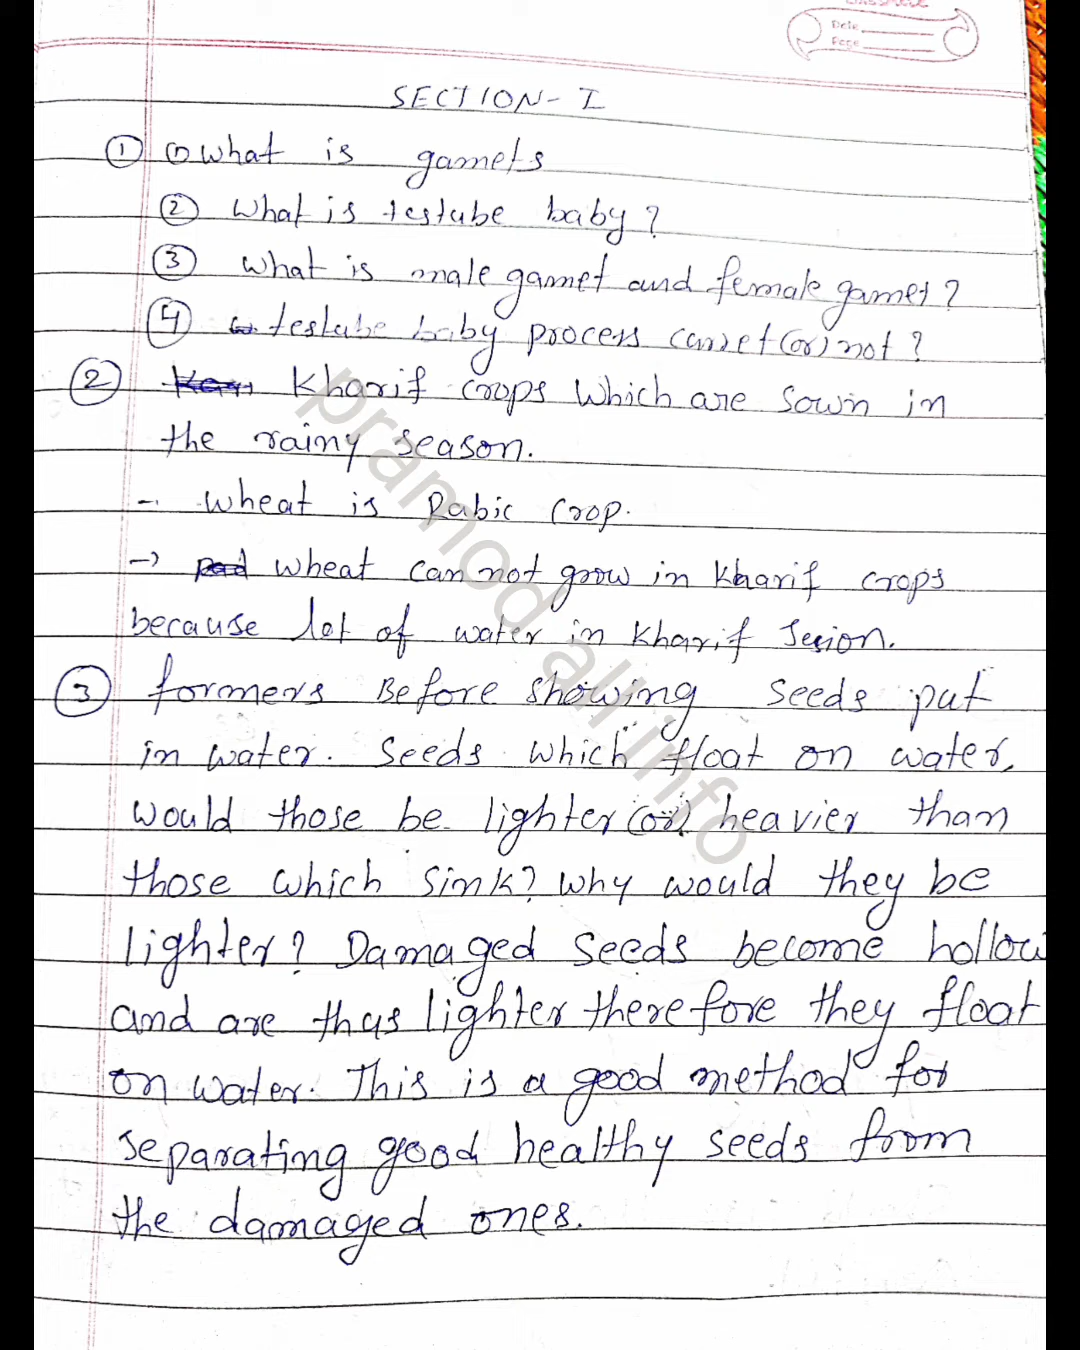 Date
Page
SECTION-I
① ① what is gamets
② What is testube baby?
③ What is male gamet and female gamet?
④ testube baby process carret (or) not?
② Kharif crops Which are sown in
the rainy season.
- Wheat is Rabic Crop.
-> wheat can not grow in Kharif crops
because lot of water in Kharif Sesion.
③ formers Before showing seeds put
in water. Seeds which float on water,
would those be lighter (or) heavier than
those which sink? why would they be
lighter? Damaged seeds become hollow
and are thus lighter therefore they float
on water. This is a good method for
separating good healthy seeds from
the damaged ones.
pramod ali info